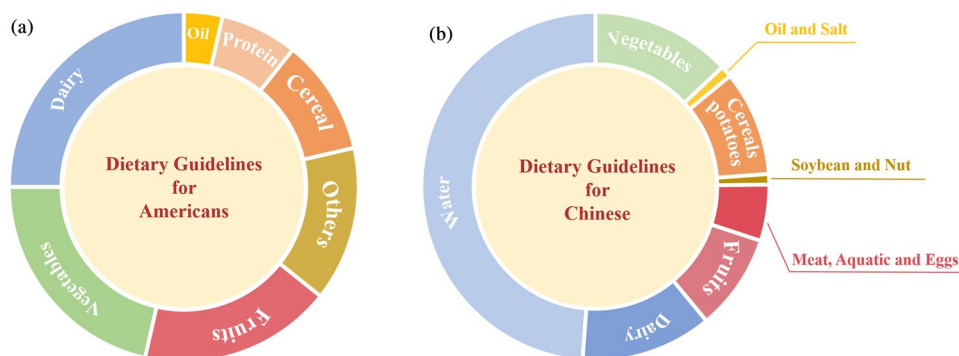 (a)
Oil
Protein
Cereal
Others
Fruits
Vegetables
Dairy
Dietary Guidelines
for
Americans
(b)
Vegetables
Oil and Salt
Cereals
potatoes
Soybean and Nut
Meat, Aquatic and Eggs
Fruits
Dairy
Water
Dietary Guidelines
for
Chinese